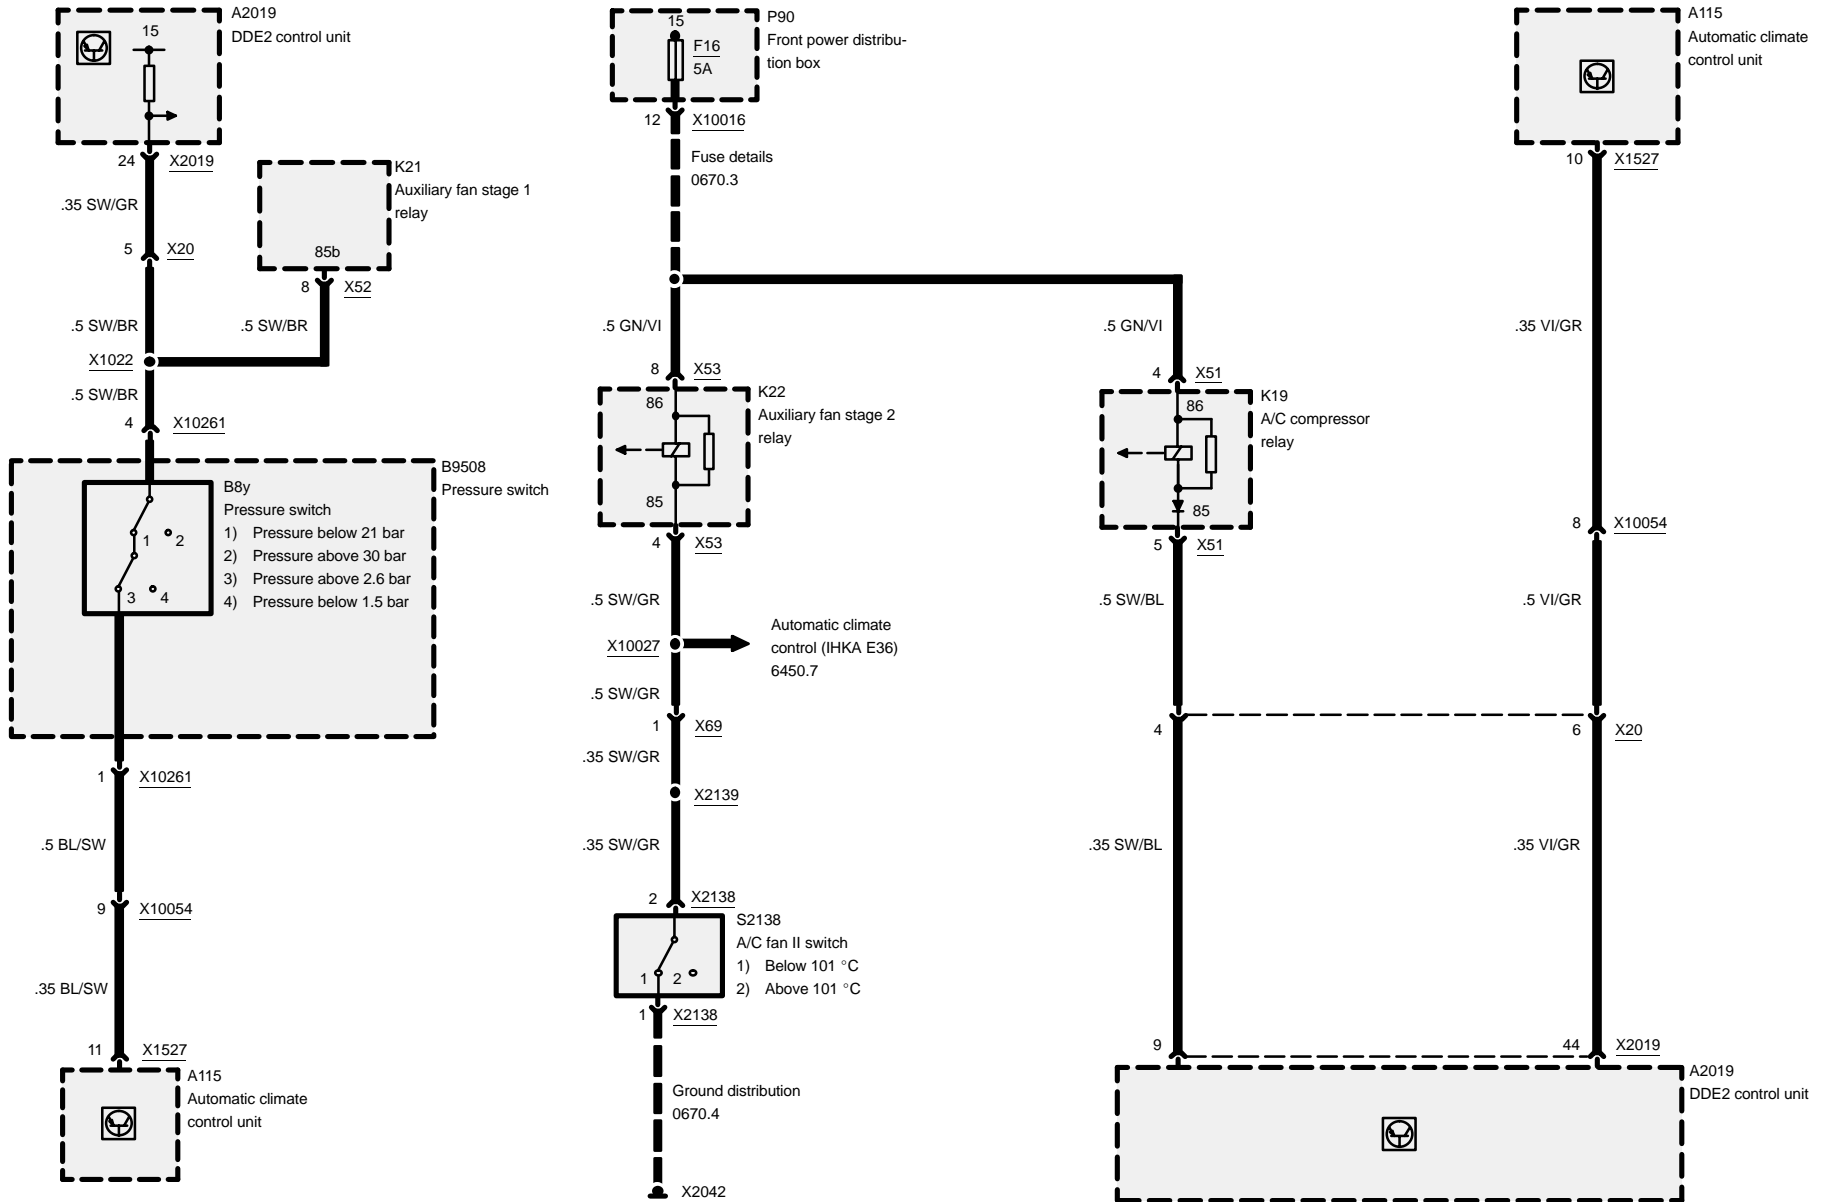 A2019
DDE2 control unit
15
24 X2019
.35 SW/GR
5 X20
K21
Auxiliary fan stage 1
relay
85b
8 X52
.5 SW/BR
.5 SW/BR
X1022
.5 SW/BR
4 X10261
B9508
Pressure switch
B8y
Pressure switch
1) Pressure below 21 bar
2) Pressure above 30 bar
3) Pressure above 2.6 bar
4) Pressure below 1.5 bar
1 2
3 4
1 X10261
.5 BL/SW
9 X10054
.35 BL/SW
11 X1527
A115
Automatic climate
control unit
P90
Front power distribu-
tion box
15
F16
5A
12 X10016
Fuse details
0670.3
.5 GN/VI
8 X53
K22
Auxiliary fan stage 2
relay
86
85
4 X53
.5 SW/GR
X10027
Automatic climate
control (IHKA E36)
6450.7
.5 SW/GR
1 X69
.35 SW/GR
X2139
.35 SW/GR
2 X2138
S2138
A/C fan II switch
1) Below 101 °C
2) Above 101 °C
1 2
1 X2138
Ground distribution
0670.4
X2042
.5 GN/VI
4 X51
K19
A/C compressor
relay
86
85
5 X51
.5 SW/BL
4
.35 SW/BL
9
A115
Automatic climate
control unit
10 X1527
.35 VI/GR
8 X10054
.5 VI/GR
6 X20
.35 VI/GR
44 X2019
A2019
DDE2 control unit